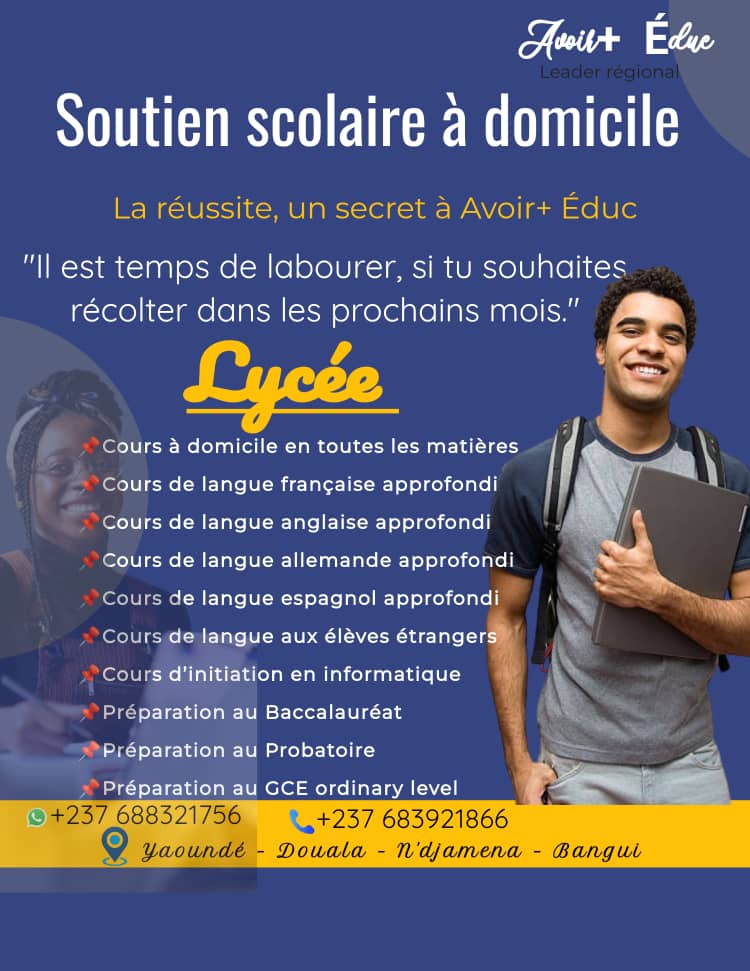 Avoir+ Éduc
Leader régional
Soutien scolaire à domicile
La réussite, un secret à Avoir+ Éduc
"Il est temps de labourer, si tu souhaites
récolter dans les prochains mois."
Lycée
📌Cours à domicile en toutes les matières
📌Cours de langue française approfondi
📌Cours de langue anglaise approfondi
📌Cours de langue allemande approfondi
📌Cours de langue espagnol approfondi
📌Cours de langue aux élèves étrangers
📌Cours d'initiation en informatique
📌Préparation au Baccalauréat
📌Préparation au Probatoire
📌Préparation au GCE ordinary level
+237 688321756 📞+237 683921866
Yaoundé - Douala - N'djamena - Bangui